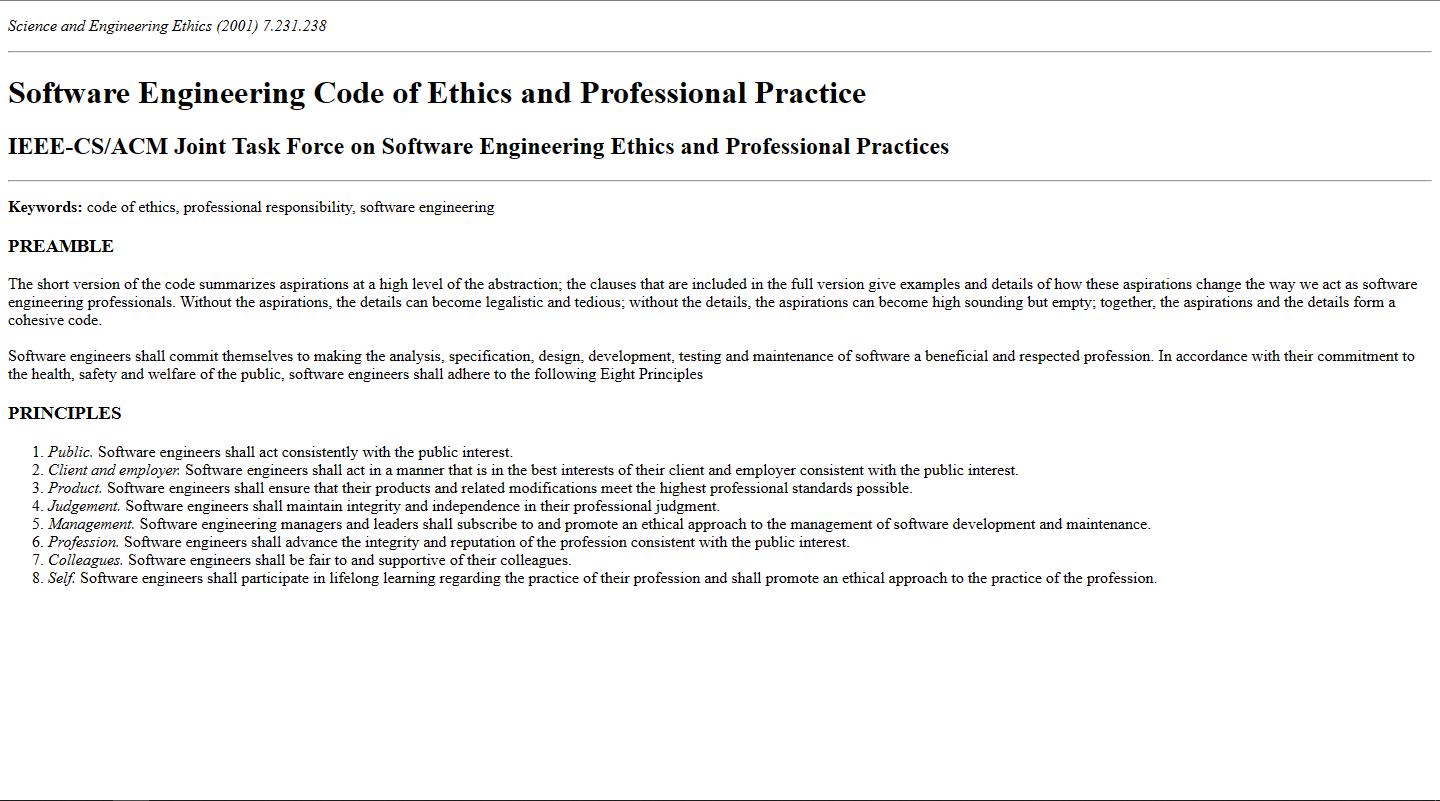 Science and Engineering Ethics (2001) 7.231.238
Software Engineering Code of Ethics and Professional Practice
IEEE-CS/ACM Joint Task Force on Software Engineering Ethics and Professional Practices
Keywords: code of ethics, professional responsibility, software engineering
PREAMBLE
The short version of the code summarizes aspirations at a high level of the abstraction; the clauses that are included in the full version give examples and details of how these aspirations change the way we act as software
engineering professionals. Without the aspirations, the details can become legalistic and tedious; without the details, the aspirations can become high sounding but empty; together, the aspirations and the details form a
cohesive code.
Software engineers shall commit themselves to making the analysis, specification, design, development, testing and maintenance of software a beneficial and respected profession. In accordance with their commitment to
the health, safety and welfare of the public, software engineers shall adhere to the following Eight Principles
PRINCIPLES
1. Public. Software engineers shall act consistently with the public interest.
2. Client and employer. Software engineers shall act in a manner that is in the best interests of their client and employer consistent with the public interest.
3. Product. Software engineers shall ensure that their products and related modifications meet the highest professional standards possible.
4. Judgement. Software engineers shall maintain integrity and independence in their professional judgment.
5. Management. Software engineering managers and leaders shall subscribe to and promote an ethical approach to the management of software development and maintenance.
6. Profession. Software engineers shall advance the integrity and reputation of the profession consistent with the public interest.
7. Colleagues. Software engineers shall be fair to and supportive of their colleagues.
8. Self. Software engineers shall participate in lifelong learning regarding the practice of their profession and shall promote an ethical approach to the practice of the profession.